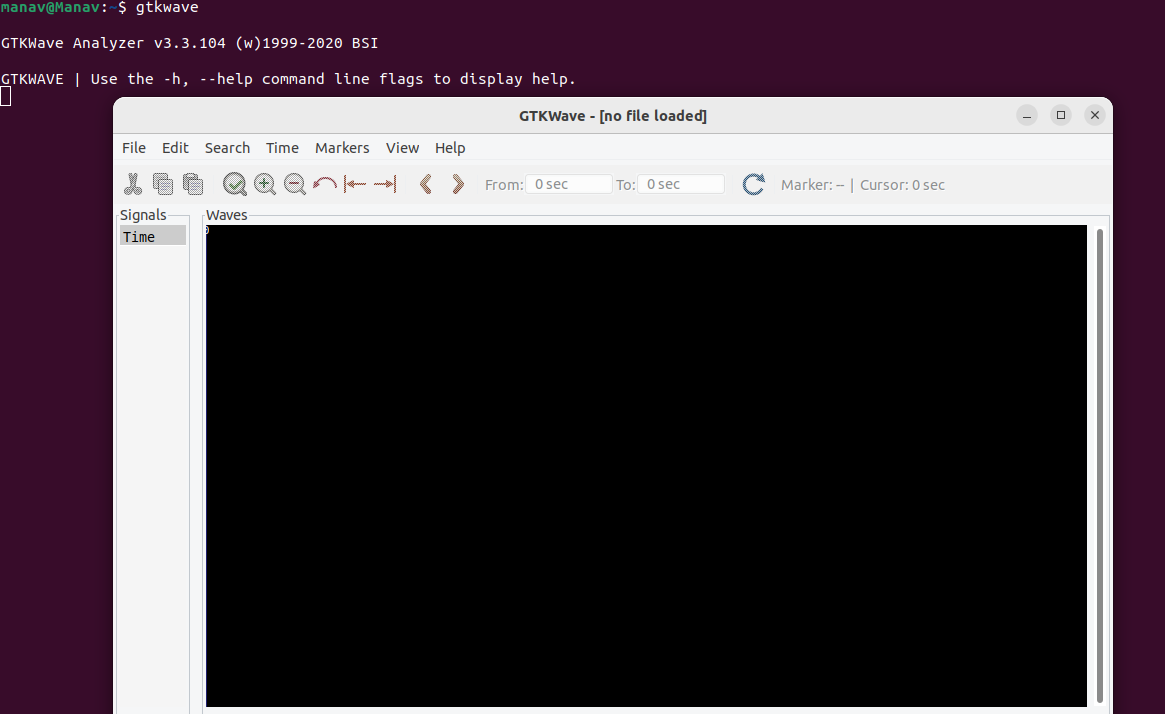 manav@Manav:~$ gtkwave
GTKWave Analyzer v3.3.104 (w)1999-2020 BSI
GTKWAVE | Use the -h, --help command line flags to display help.
GTKWave - [no file loaded]
File Edit Search Time Markers View Help
From: 0 sec To: 0 sec Marker: -- | Cursor: 0 sec
Signals Waves
Time
0